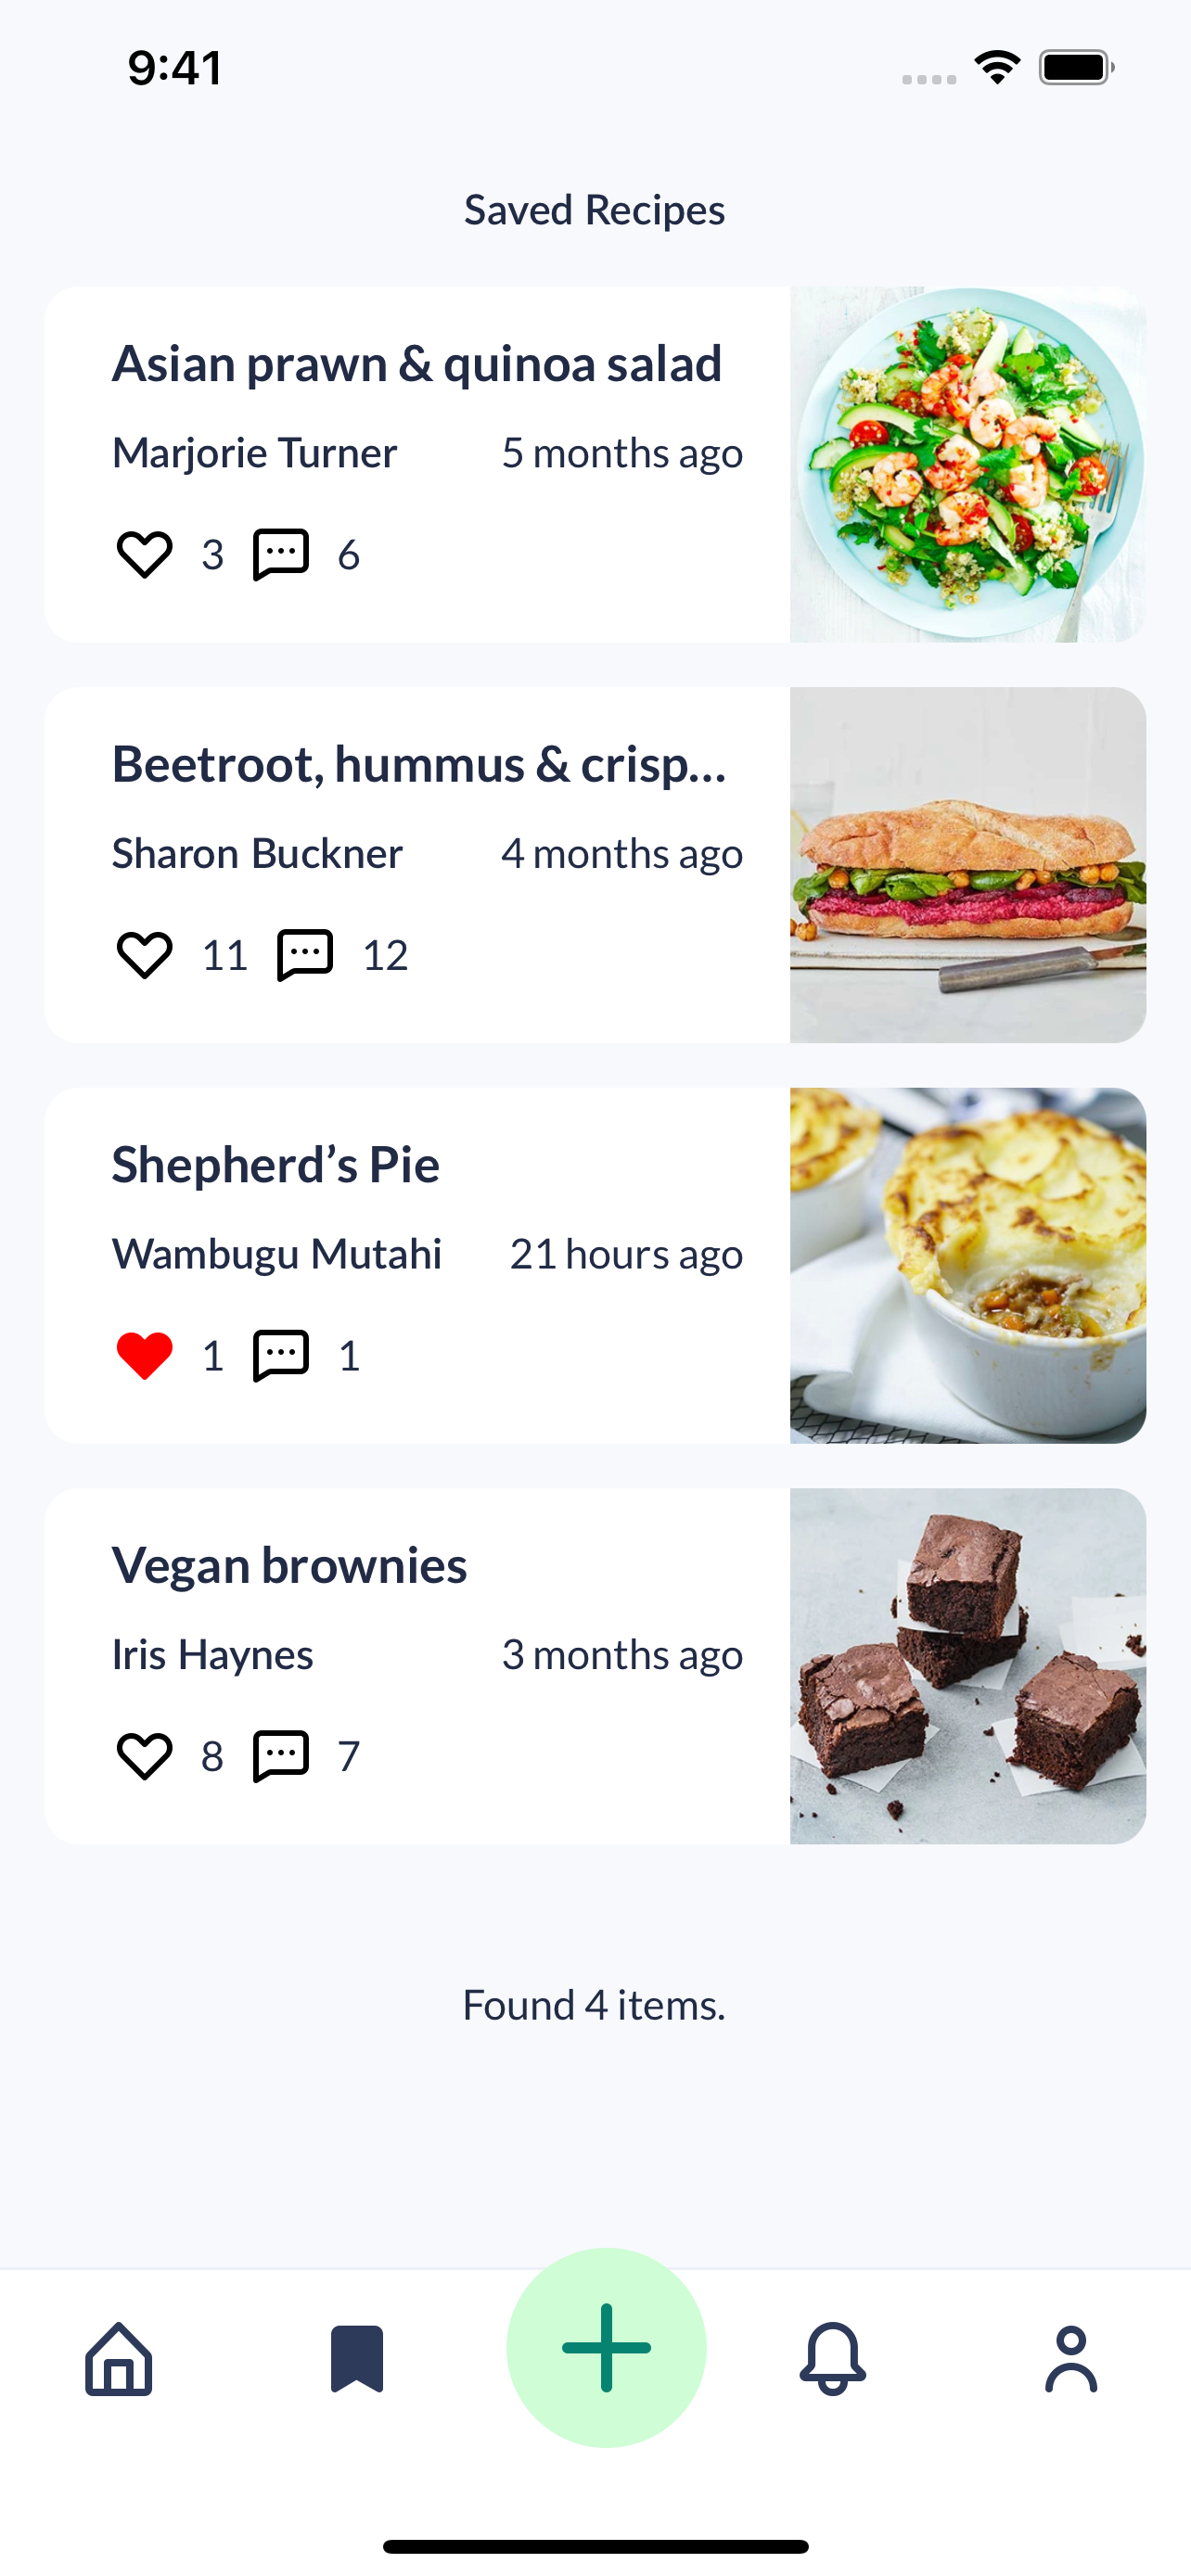 9:41
Saved Recipes
Asian prawn & quinoa salad
Marjorie Turner 5 months ago
3 6
Beetroot, hummus & crisp...
Sharon Buckner 4 months ago
11 12
Shepherd’s Pie
Wambugu Mutahi 21 hours ago
1 1
Vegan brownies
Iris Haynes 3 months ago
8 7
Found 4 items.